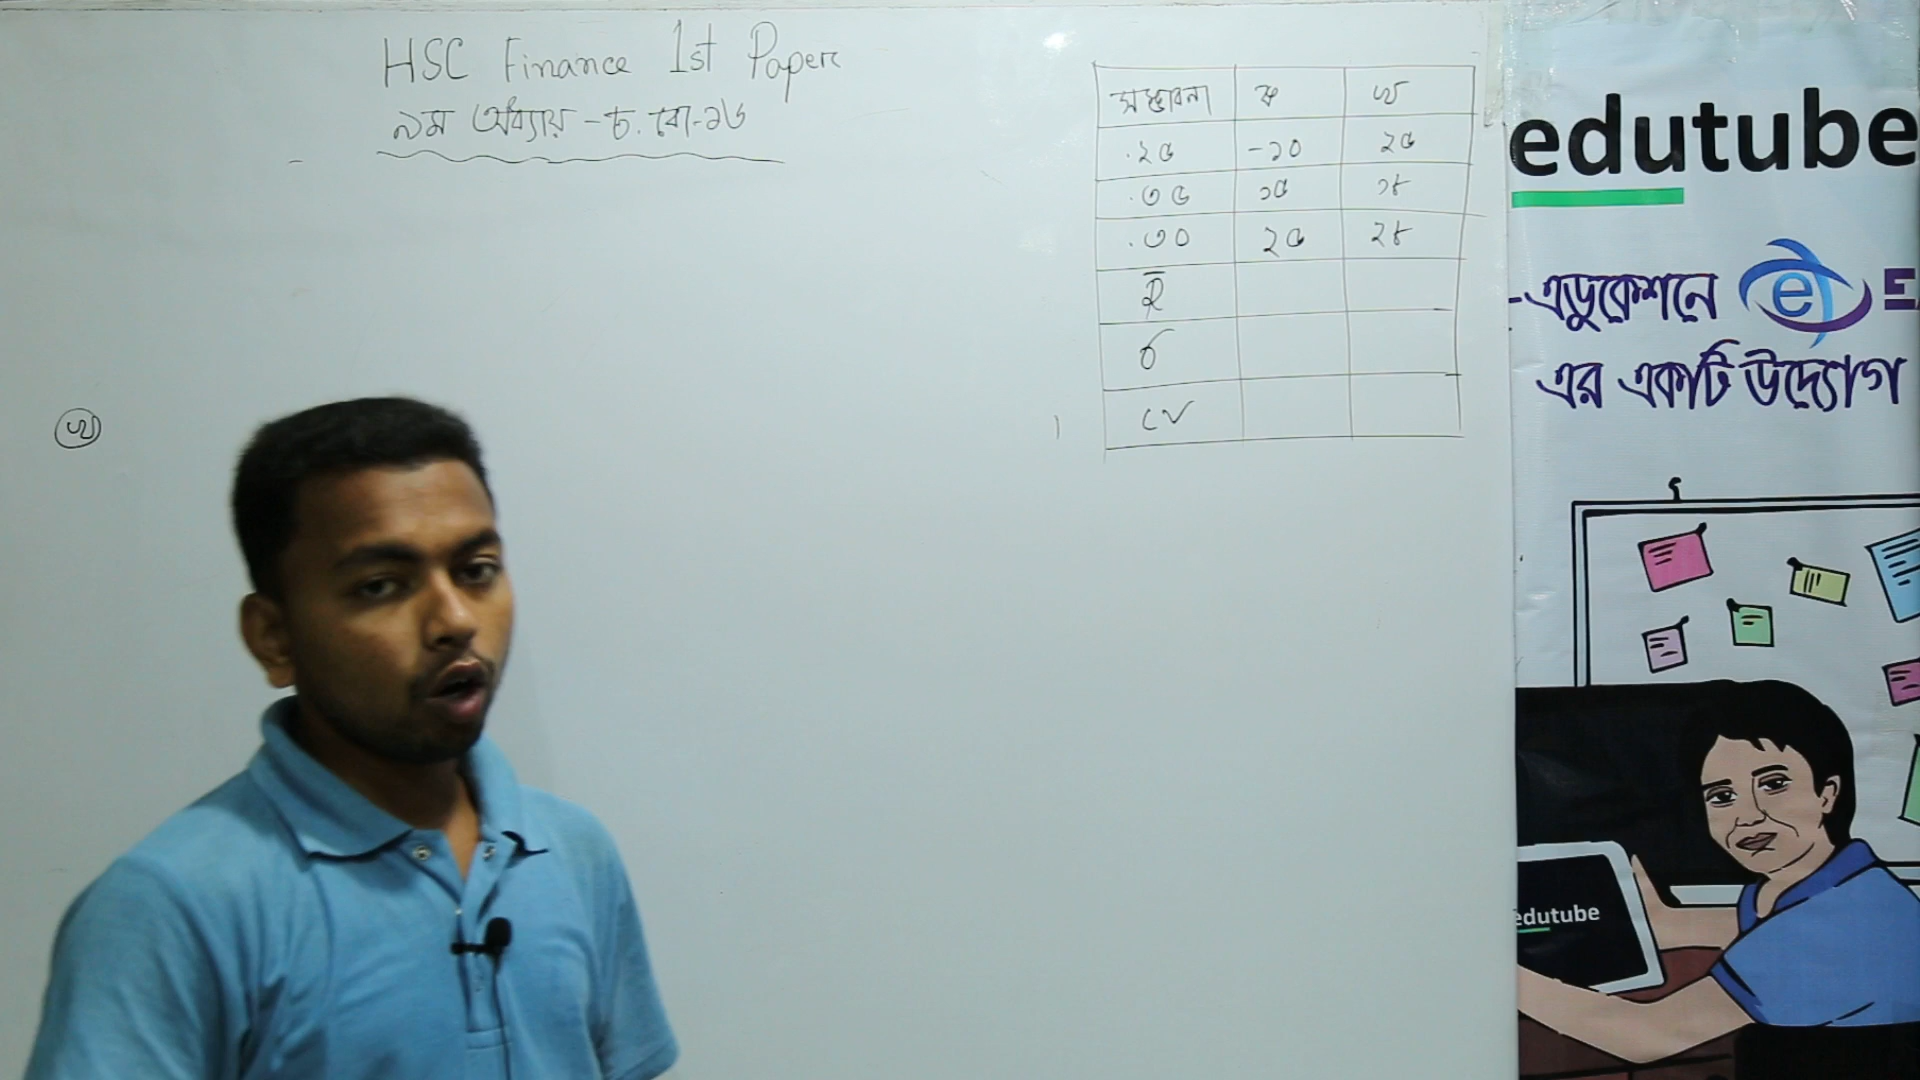 HSC Finance 1st Paper
৯ম অধ্যায় - চ. বো-১৬
সম্ভাবনা ক খ
.২৫ -১০ ২৫
.৩৫ ১৫ ১৮
.৩০ ২৫ ২৮
R̅
σ
CV
খ
edutube
-এডুকেশনে e E
এর একটি উদ্যোগ
edutube